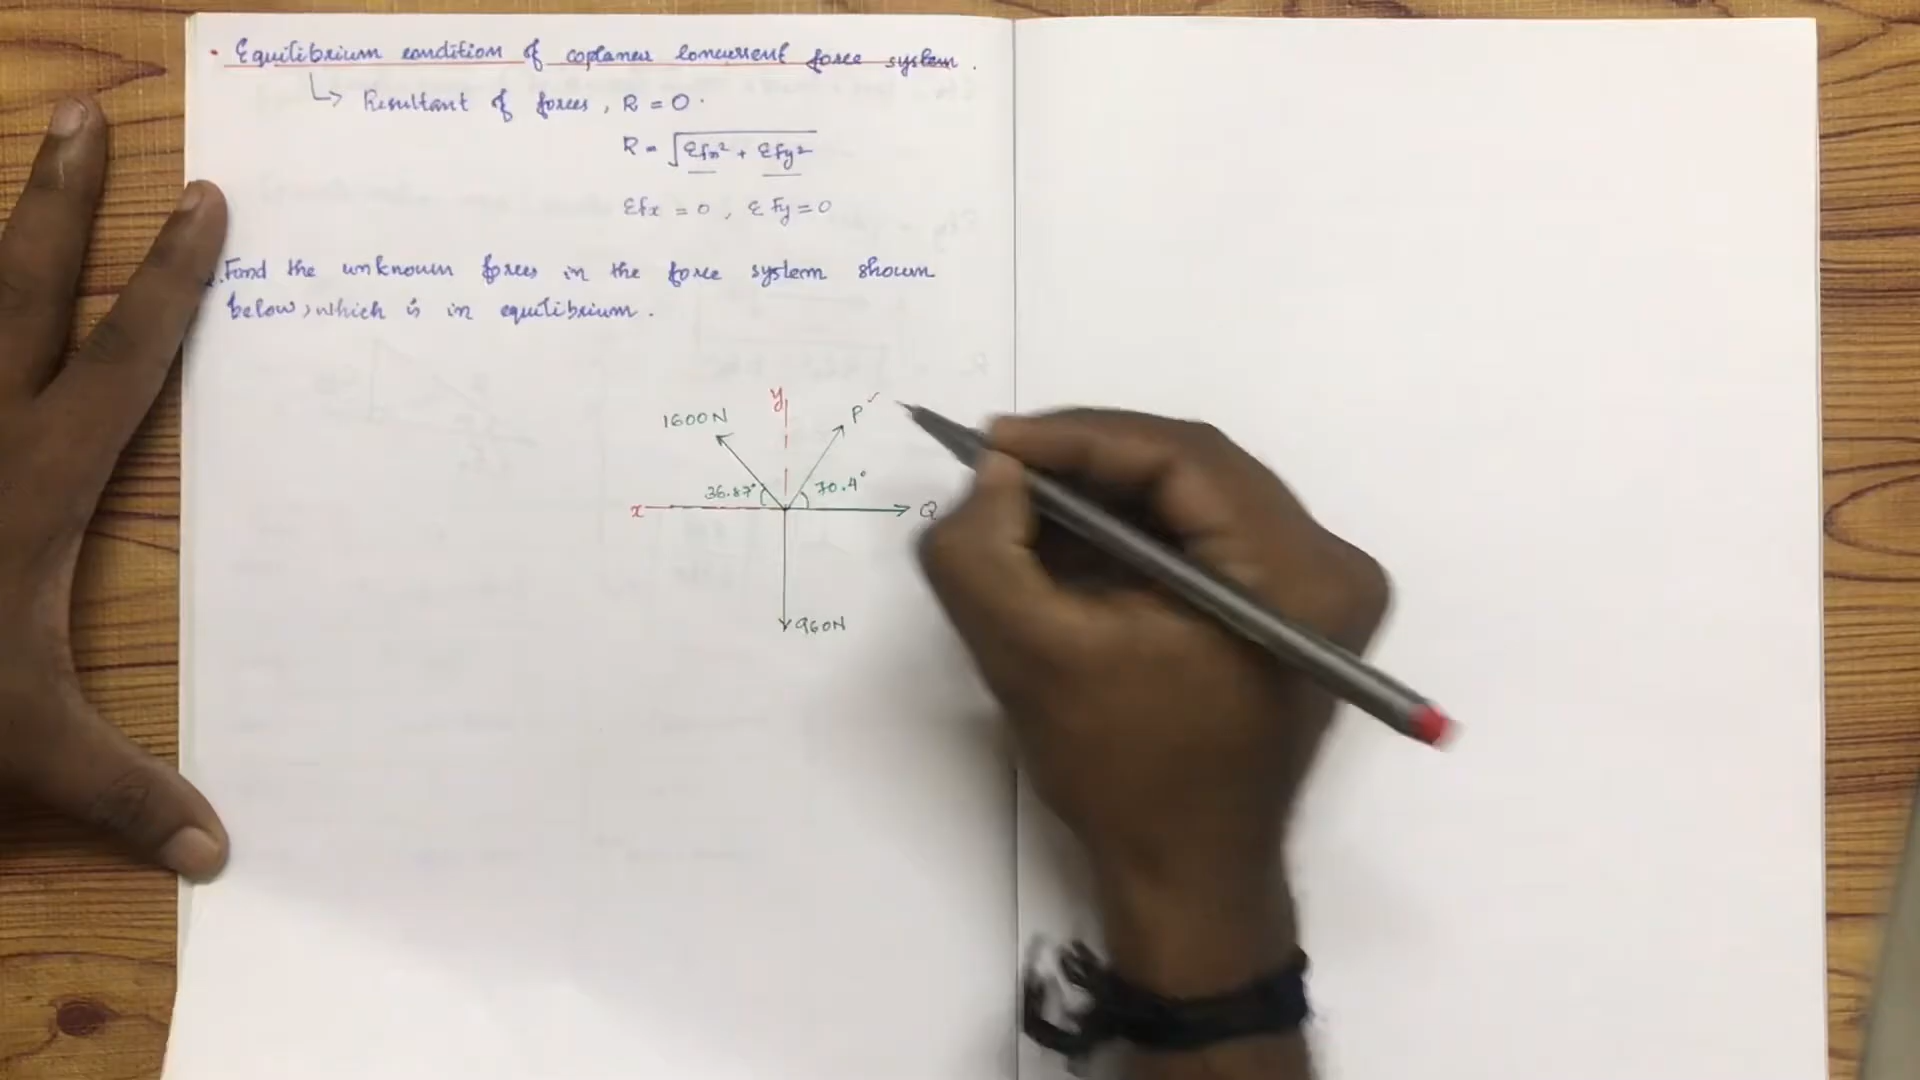 • Equilibrium condition of coplanar concurrent force system.
↳ Resultant of forces, R = 0.
R = √Σfx² + Σfy²
Σfx = 0, ΣFy = 0
Find the unknown forces in the force system shown
below, which is in equilibrium.
y
1600N
P ✓
36.87°
70.4°
x
Q
960N